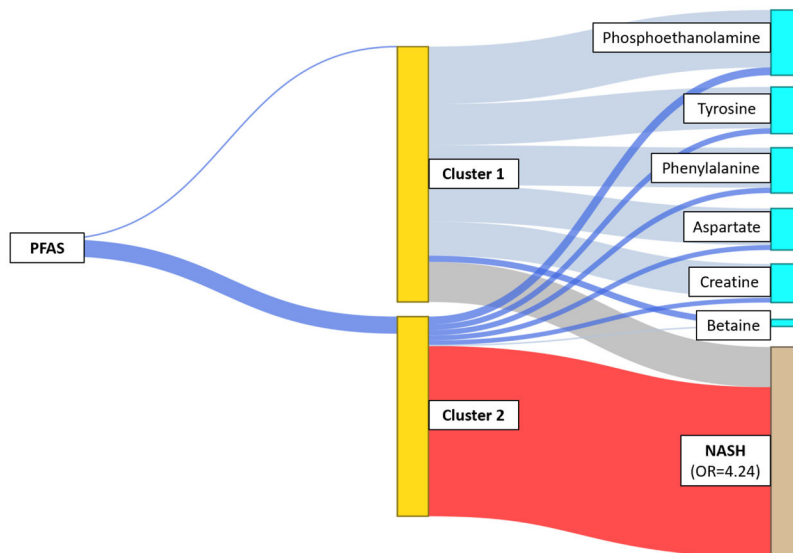 Phosphoethanolamine
Tyrosine
Phenylalanine
Cluster 1
Aspartate
PFAS
Creatine
Betaine
Cluster 2
NASH
(OR=4.24)